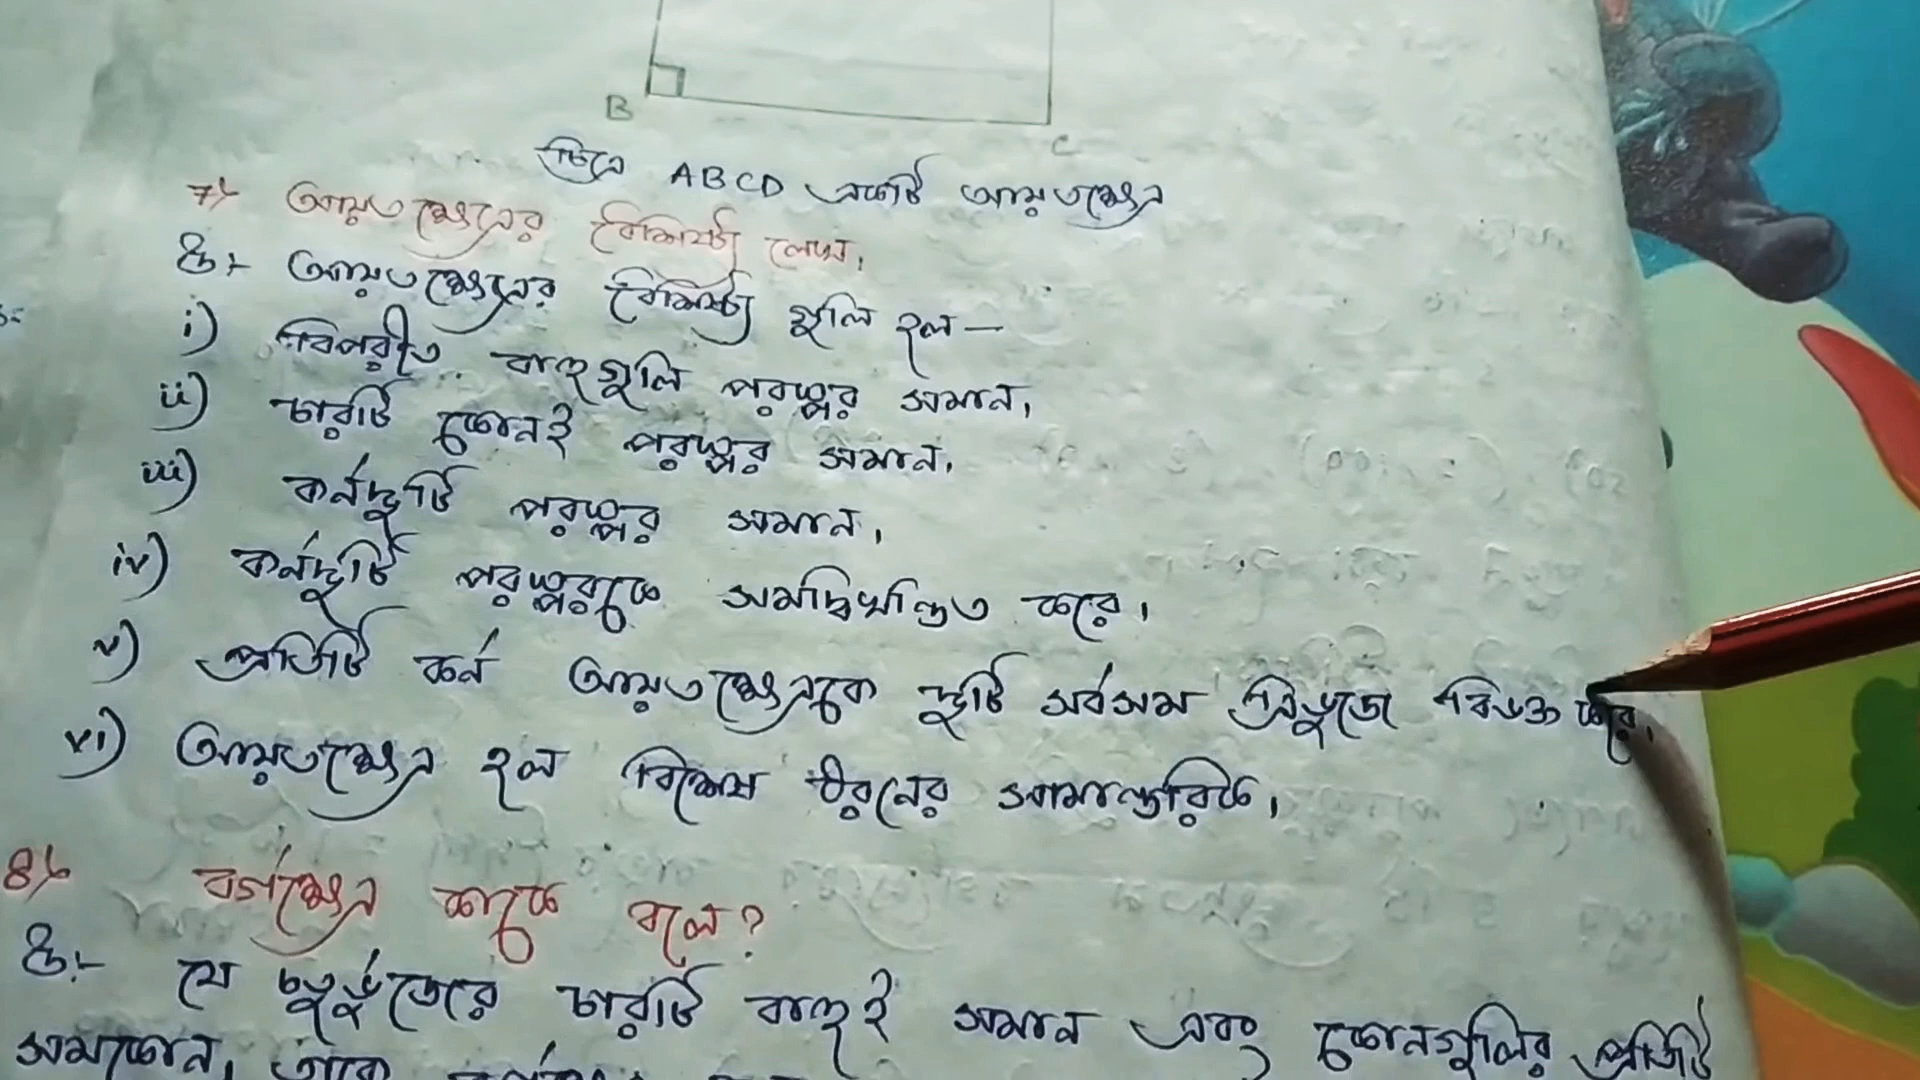 B
C
চিত্রে ABCD একটি আয়তক্ষেত্র
7) আয়তক্ষেত্রের বৈশিষ্ট্য লেখ।
উঃ- আয়তক্ষেত্রের বৈশিষ্ট্য গুলি হল—
i) বিপরীত বাহুগুলি পরস্পর সমান।
ii) চারটি কোনই পরস্পর সমান।
iii) কর্নদুটি পরস্পর সমান।
iv) কর্নদুটি পরস্পরকে সমদ্বিখন্ডিত করে।
v) প্রতিটি কর্ন আয়তক্ষেত্রকে দুটি সর্বসম ত্রিভুজে বিভক্ত করে।
vi) আয়তক্ষেত্র হল বিশেষ ধরনের সামান্তরিক।
8) বর্গক্ষেত্র কাকে বলে?
উঃ- যে চতুর্ভুজের চারটি বাহুই সমান এবং কোনগুলির প্রতিটি
সমকোন, তাকে